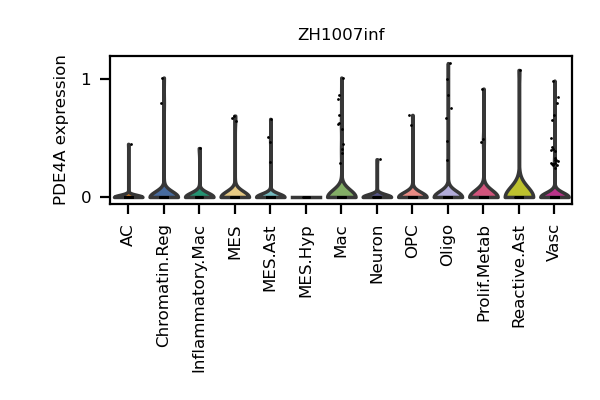 ZH1007inf
PDE4A expression
1
0
AC
Chromatin.Reg
Inflammatory.Mac
MES
MES.Ast
MES.Hyp
Mac
Neuron
OPC
Oligo
Prolif.Metab
Reactive.Ast
Vasc